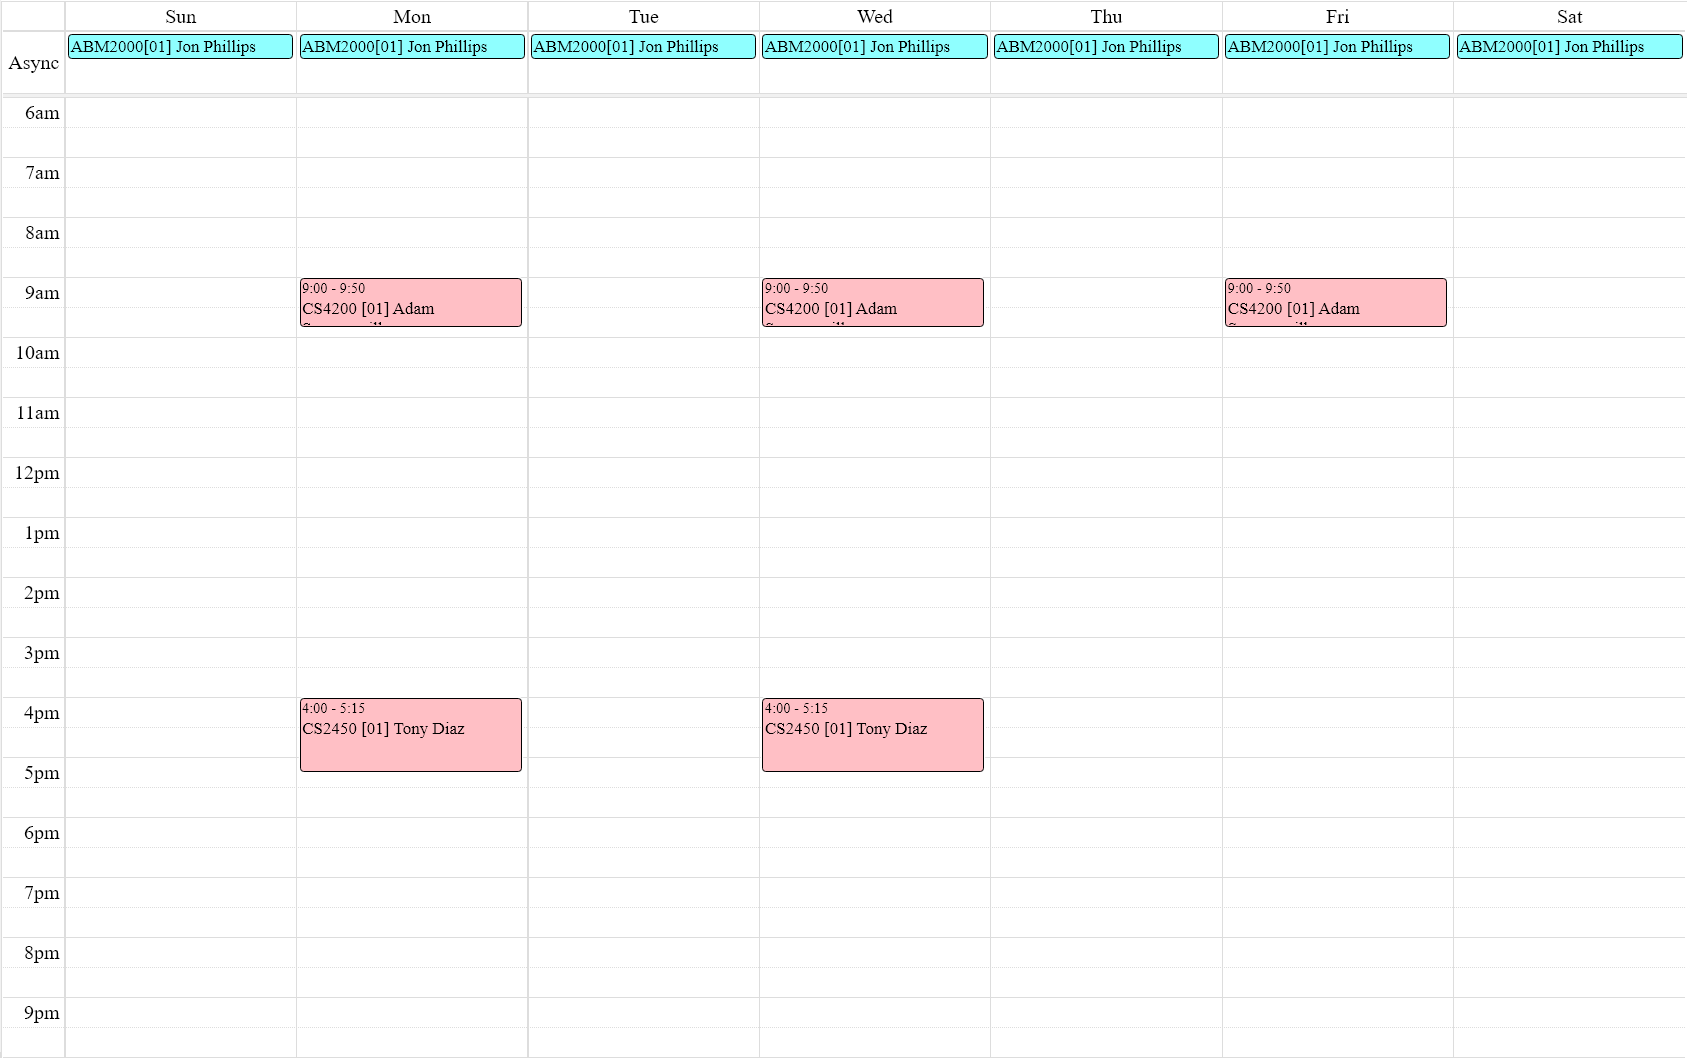 Sun Mon Tue Wed Thu Fri Sat
Async
ABM2000[01] Jon Phillips
ABM2000[01] Jon Phillips
ABM2000[01] Jon Phillips
ABM2000[01] Jon Phillips
ABM2000[01] Jon Phillips
ABM2000[01] Jon Phillips
ABM2000[01] Jon Phillips
6am
7am
8am
9am
9:00 - 9:50
CS4200 [01] Adam
9:00 - 9:50
CS4200 [01] Adam
9:00 - 9:50
CS4200 [01] Adam
10am
11am
12pm
1pm
2pm
3pm
4pm
4:00 - 5:15
CS2450 [01] Tony Diaz
4:00 - 5:15
CS2450 [01] Tony Diaz
5pm
6pm
7pm
8pm
9pm